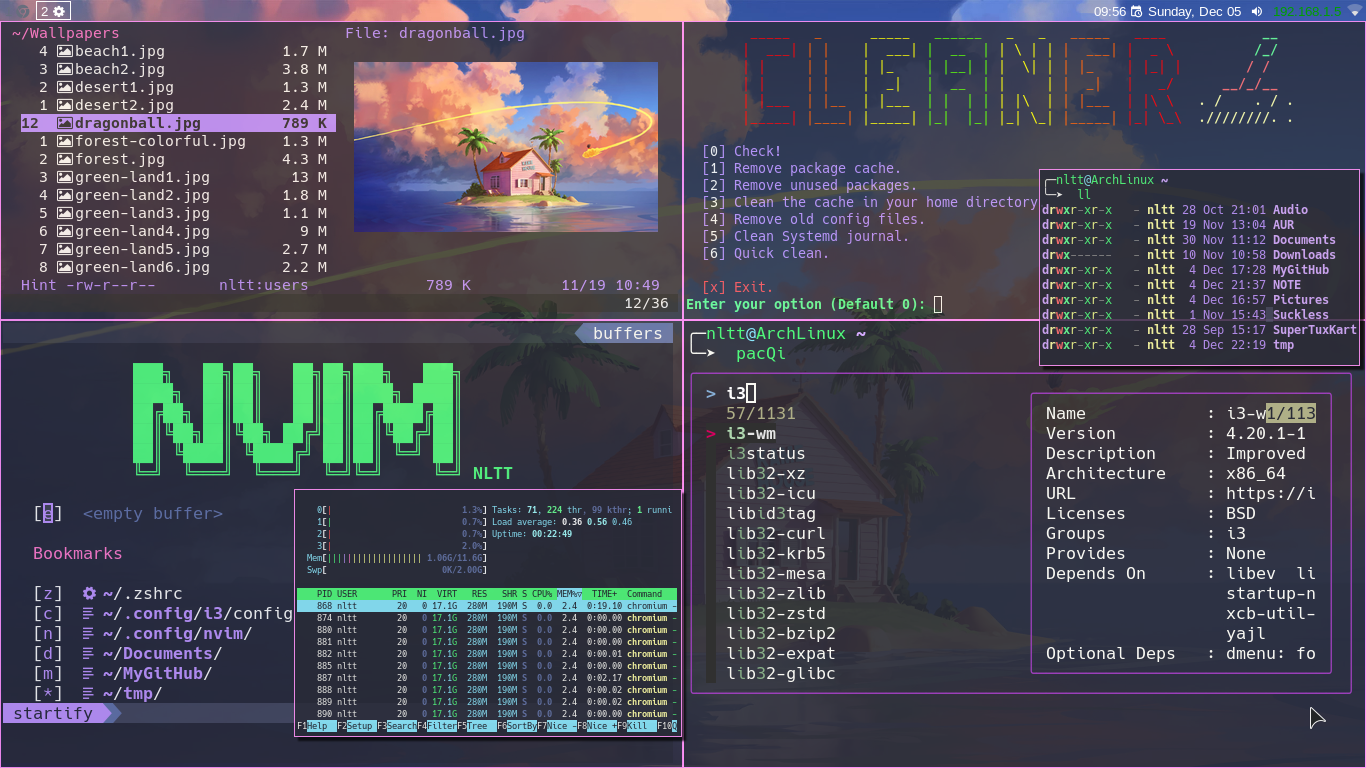 2
09:56 Sunday, Dec 05
~/Wallpapers
File: dragonball.jpg
4 beach1.jpg 1.7 M
3 beach2.jpg 3.8 M
2 desert1.jpg 1.3 M
1 desert2.jpg 2.4 M
12 dragonball.jpg 789 K
1 forest-colorful.jpg 1.3 M
2 forest.jpg 4.3 M
3 green-land1.jpg 13 M
4 green-land2.jpg 1.8 M
5 green-land3.jpg 1.1 M
6 green-land4.jpg 9 M
7 green-land5.jpg 2.7 M
8 green-land6.jpg 2.2 M
Hint -rw-r--r-- nltt:users 789 K 11/19 10:49
12/36
CLEANER
[0] Check!
[1] Remove package cache.
[2] Remove unused packages.
[3] Clean the cache in your home directory
[4] Remove old config files.
[5] Clean Systemd journal.
[6] Quick clean.
[x] Exit.
Enter your option (Default 0):
nltt@ArchLinux ~
ll
drwxr-xr-x - nltt 28 Oct 21:01 Audio
drwxr-xr-x - nltt 19 Nov 13:04 AUR
drwxr-xr-x - nltt 30 Nov 11:12 Documents
drwx------ - nltt 10 Nov 10:58 Downloads
drwxr-xr-x - nltt 4 Dec 17:28 MyGitHub
drwxr-xr-x - nltt 4 Dec 21:37 NOTE
drwxr-xr-x - nltt 4 Dec 16:57 Pictures
drwxr-xr-x - nltt 1 Nov 15:43 Suckless
drwxr-xr-x - nltt 28 Sep 15:17 SuperTuxKart
drwxr-xr-x - nltt 4 Dec 22:19 tmp
buffers
NVIM
NLTT
[e] <empty buffer>
Bookmarks
[z] ~/.zshrc
[c] ~/.config/i3/config
[n] ~/.config/nvim/
[d] ~/Documents/
[m] ~/MyGitHub/
[*] ~/tmp/
startify
0[| 1.3%] Tasks: 71, 224 thr, 99 kthr; 1 runni
1[| 0.7%] Load average: 0.36 0.56 0.46
2[| 0.7%] Uptime: 00:22:49
3[| 2.0%]
Mem[||||||||||||||||||| 1.06G/11.6G]
Swp[ 0K/2.00G]
PID USER PRI NI VIRT RES SHR S CPU% MEM%▽ TIME+ Command
868 nltt 20 0 17.1G 280M 190M S 0.0 2.4 0:19.10 chromium -
874 nltt 20 0 17.1G 280M 190M S 0.0 2.4 0:00.00 chromium -
880 nltt 20 0 17.1G 280M 190M S 0.0 2.4 0:00.00 chromium -
881 nltt 20 0 17.1G 280M 190M S 0.0 2.4 0:00.00 chromium -
882 nltt 20 0 17.1G 280M 190M S 0.0 2.4 0:00.01 chromium -
885 nltt 20 0 17.1G 280M 190M S 0.0 2.4 0:00.00 chromium -
887 nltt 20 0 17.1G 280M 190M S 0.0 2.4 0:02.17 chromium -
888 nltt 20 0 17.1G 280M 190M S 0.0 2.4 0:00.02 chromium -
889 nltt 20 0 17.1G 280M 190M S 0.0 2.4 0:00.02 chromium -
890 nltt 20 0 17.1G 280M 190M S 0.0 2.4 0:00.00 chromium -
F1Help F2Setup F3SearchF4FilterF5Tree F6SortByF7Nice -F8Nice +F9Kill F10Q
nltt@ArchLinux ~
pacQi
> i3
57/1131
> i3-wm
i3status
lib32-xz
lib32-icu
libid3tag
lib32-curl
lib32-krb5
lib32-mesa
lib32-zlib
lib32-zstd
lib32-bzip2
lib32-expat
lib32-glibc
Name : i3-w1/113
Version : 4.20.1-1
Description : Improved
Architecture : x86_64
URL : https://i
Licenses : BSD
Groups : i3
Provides : None
Depends On : libev li
startup-n
xcb-util-
yajl
Optional Deps : dmenu: fo